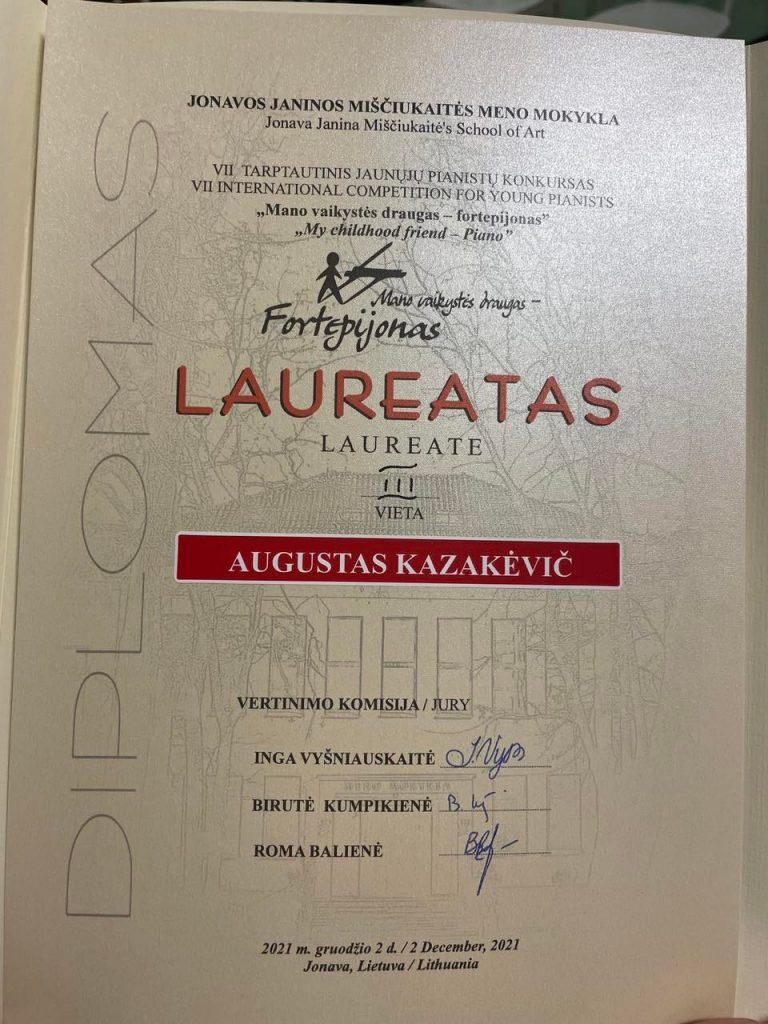 JONAVOS JANINOS MIŠČIUKAITĖS MENO MOKYKLA
Jonava Janina Miščiukaitė's School of Art
VII TARPTAUTINIS JAUNŲJŲ PIANISTŲ KONKURSAS
VII INTERNATIONAL COMPETITION FOR YOUNG PIANISTS
„Mano vaikystės draugas – fortepijonas”
„My childhood friend – Piano”
Mano vaikystės draugas –
Fortepijonas
LAUREATAS
LAUREATE
III
VIETA
AUGUSTAS KAZAKĖVIČ
DIPLOMAS
VERTINIMO KOMISIJA / JURY
INGA VYŠNIAUSKAITĖ
BIRUTĖ KUMPIKIENĖ
ROMA BALIENĖ
MENO MOKYKLA
2021 m. gruodžio 2 d. / 2 December, 2021
Jonava, Lietuva / Lithuania